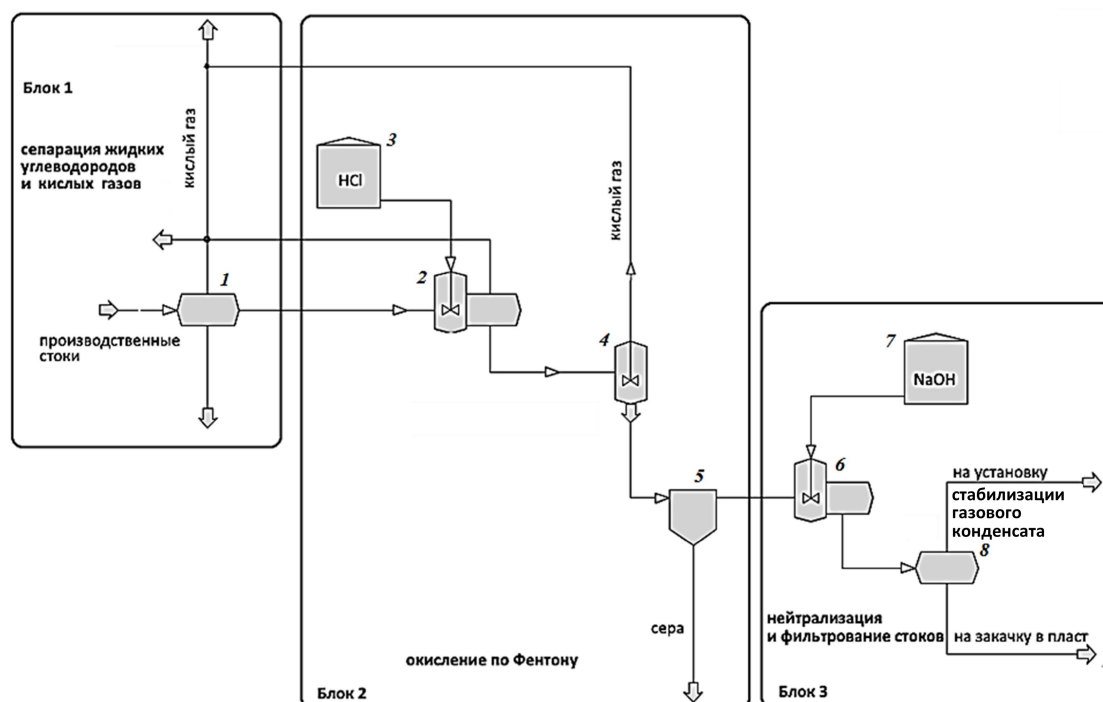 Блок 1
сепарация жидких
углеводородов
и кислых газов
кислый газ
1
производственные
стоки
3
HCl
2
кислый газ
4
5
сера
окисление по Фентону
Блок 2
7
NaOH
6
на установку
стабилизации
газового
конденсата
8
нейтрализация
и фильтрование стоков
на закачку в пласт
Блок 3